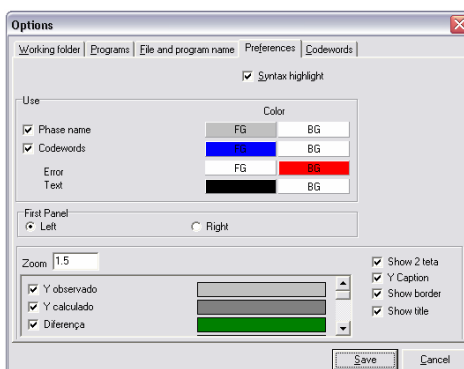 Options
Working folder Programs File and program name Preferences Codewords
Syntax highlight
Use
Color
Phase name FG BG
Codewords FG BG
Error FG BG
Text BG
First Panel
Left Right
Zoom 1.5
Show 2 teta
Y Caption
Show border
Show title
Y observado
Y calculado
Diferença
Save Cancel